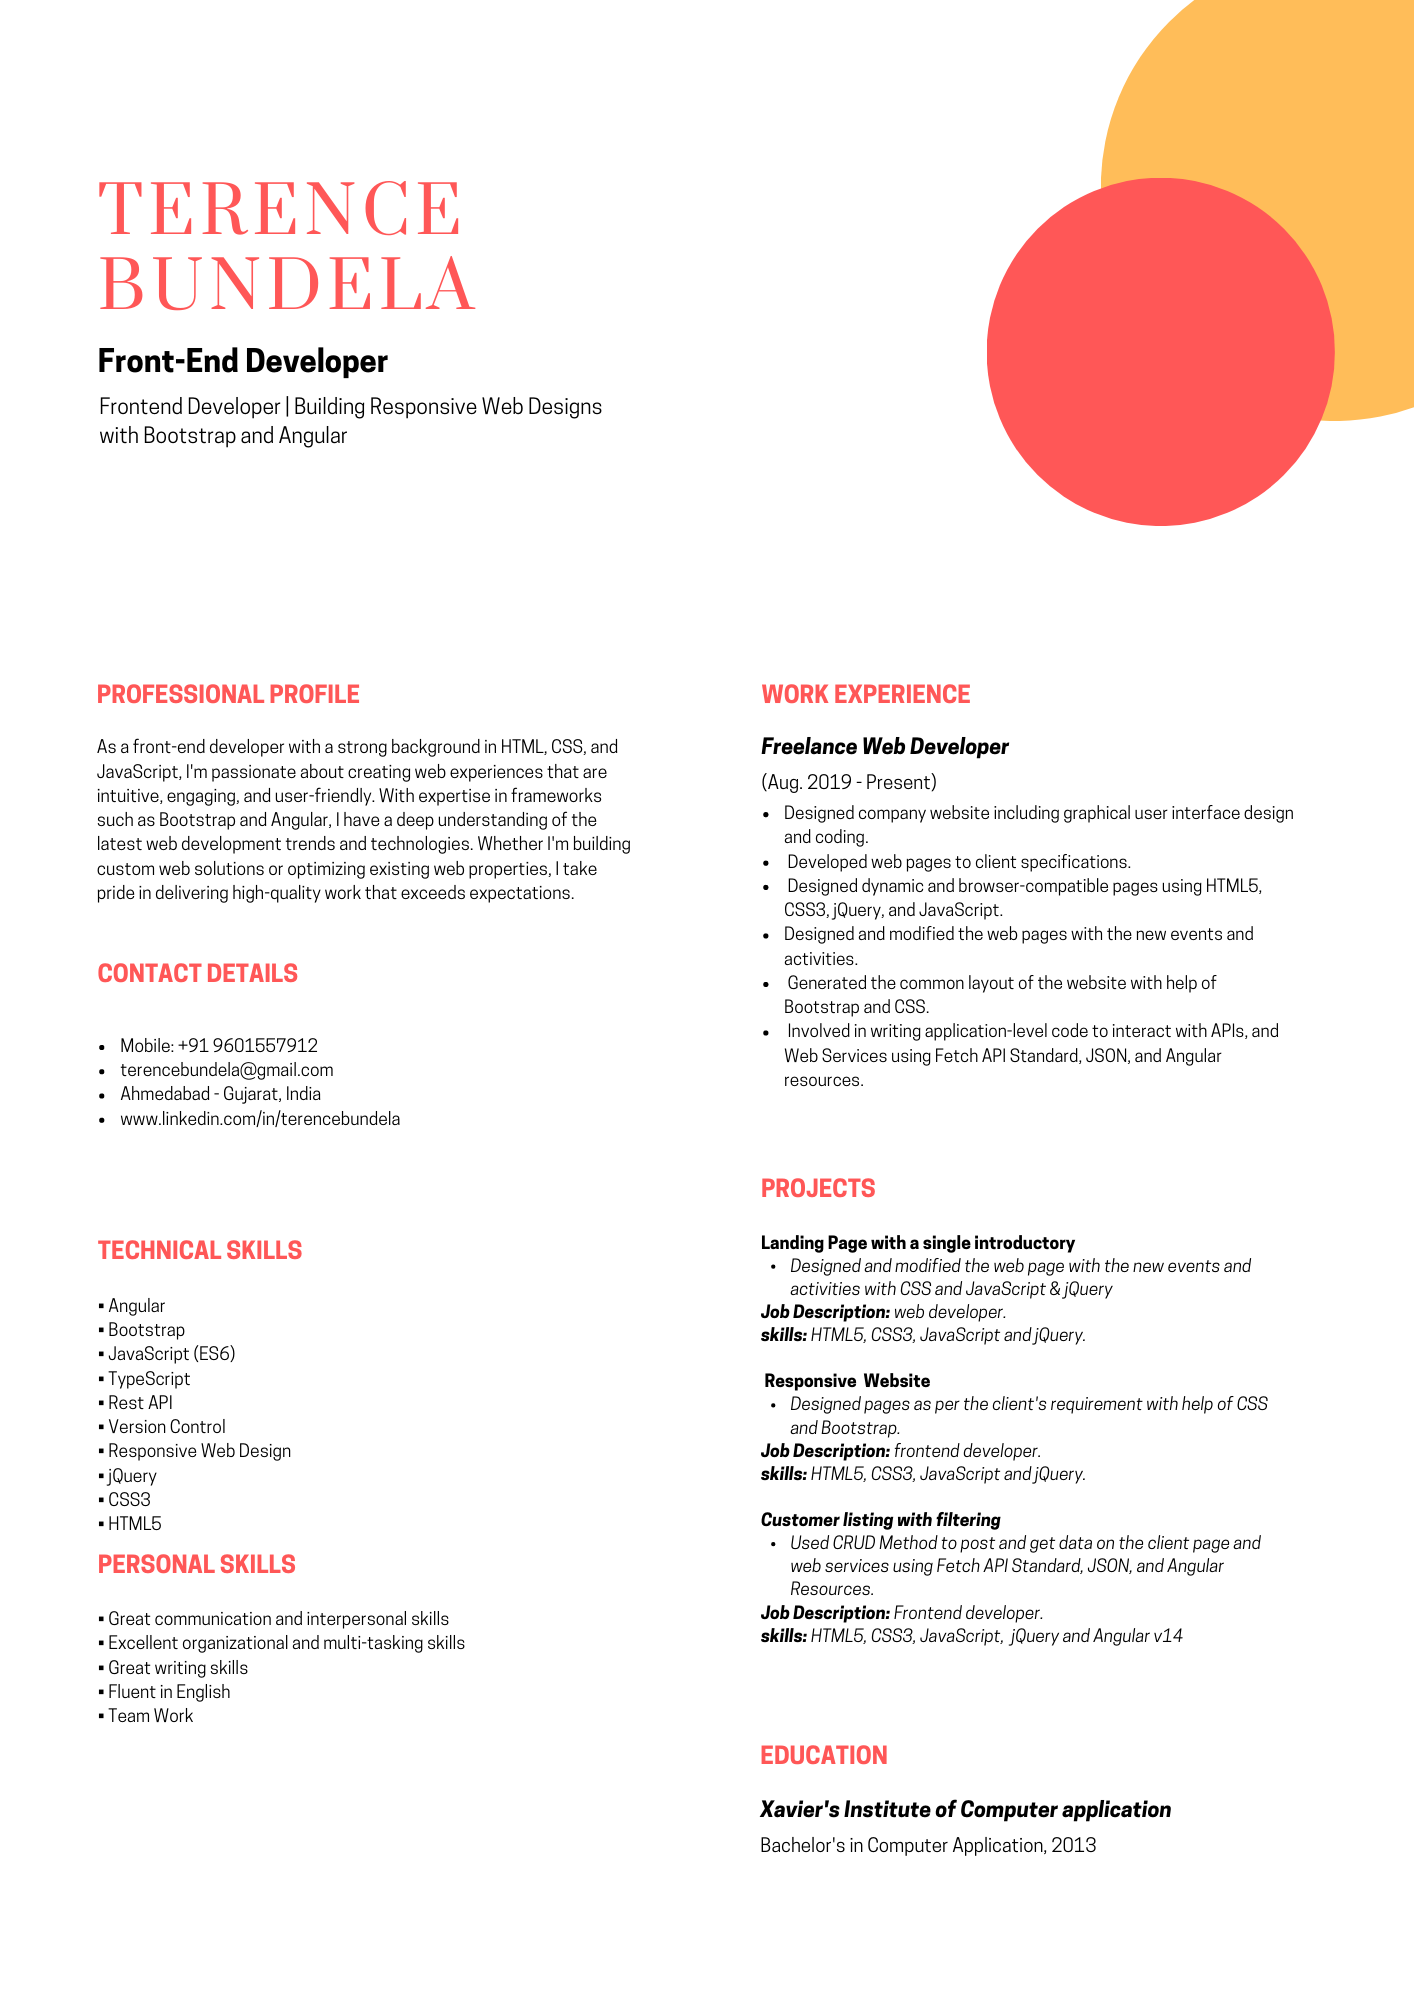 TERENCE
BUNDELA
Front-End Developer
Frontend Developer | Building Responsive Web Designs
with Bootstrap and Angular
PROFESSIONAL PROFILE
As a front-end developer with a strong background in HTML, CSS, and
JavaScript, I'm passionate about creating web experiences that are
intuitive, engaging, and user-friendly. With expertise in frameworks
such as Bootstrap and Angular, I have a deep understanding of the
latest web development trends and technologies. Whether I'm building
custom web solutions or optimizing existing web properties, I take
pride in delivering high-quality work that exceeds expectations.
CONTACT DETAILS
• Mobile: +91 9601557912
• terencebundela@gmail.com
• Ahmedabad - Gujarat, India
• www.linkedin.com/in/terencebundela
TECHNICAL SKILLS
▪ Angular
▪ Bootstrap
▪ JavaScript (ES6)
▪ TypeScript
▪ Rest API
▪ Version Control
▪ Responsive Web Design
▪ jQuery
▪ CSS3
▪ HTML5
PERSONAL SKILLS
▪ Great communication and interpersonal skills
▪ Excellent organizational and multi-tasking skills
▪ Great writing skills
▪ Fluent in English
▪ Team Work
WORK EXPERIENCE
Freelance Web Developer
(Aug. 2019 - Present)
• Designed company website including graphical user interface design
and coding.
• Developed web pages to client specifications.
• Designed dynamic and browser-compatible pages using HTML5,
CSS3, jQuery, and JavaScript.
• Designed and modified the web pages with the new events and
activities.
• Generated the common layout of the website with help of
Bootstrap and CSS.
• Involved in writing application-level code to interact with APIs, and
Web Services using Fetch API Standard, JSON, and Angular
resources.
PROJECTS
Landing Page with a single introductory
• Designed and modified the web page with the new events and
activities with CSS and JavaScript & jQuery
Job Description: web developer.
skills: HTML5, CSS3, JavaScript and jQuery.
Responsive Website
• Designed pages as per the client's requirement with help of CSS
and Bootstrap.
Job Description: frontend developer.
skills: HTML5, CSS3, JavaScript and jQuery.
Customer listing with filtering
• Used CRUD Method to post and get data on the client page and
web services using Fetch API Standard, JSON, and Angular
Resources.
Job Description: Frontend developer.
skills: HTML5, CSS3, JavaScript, jQuery and Angular v14
EDUCATION
Xavier's Institute of Computer application
Bachelor's in Computer Application, 2013